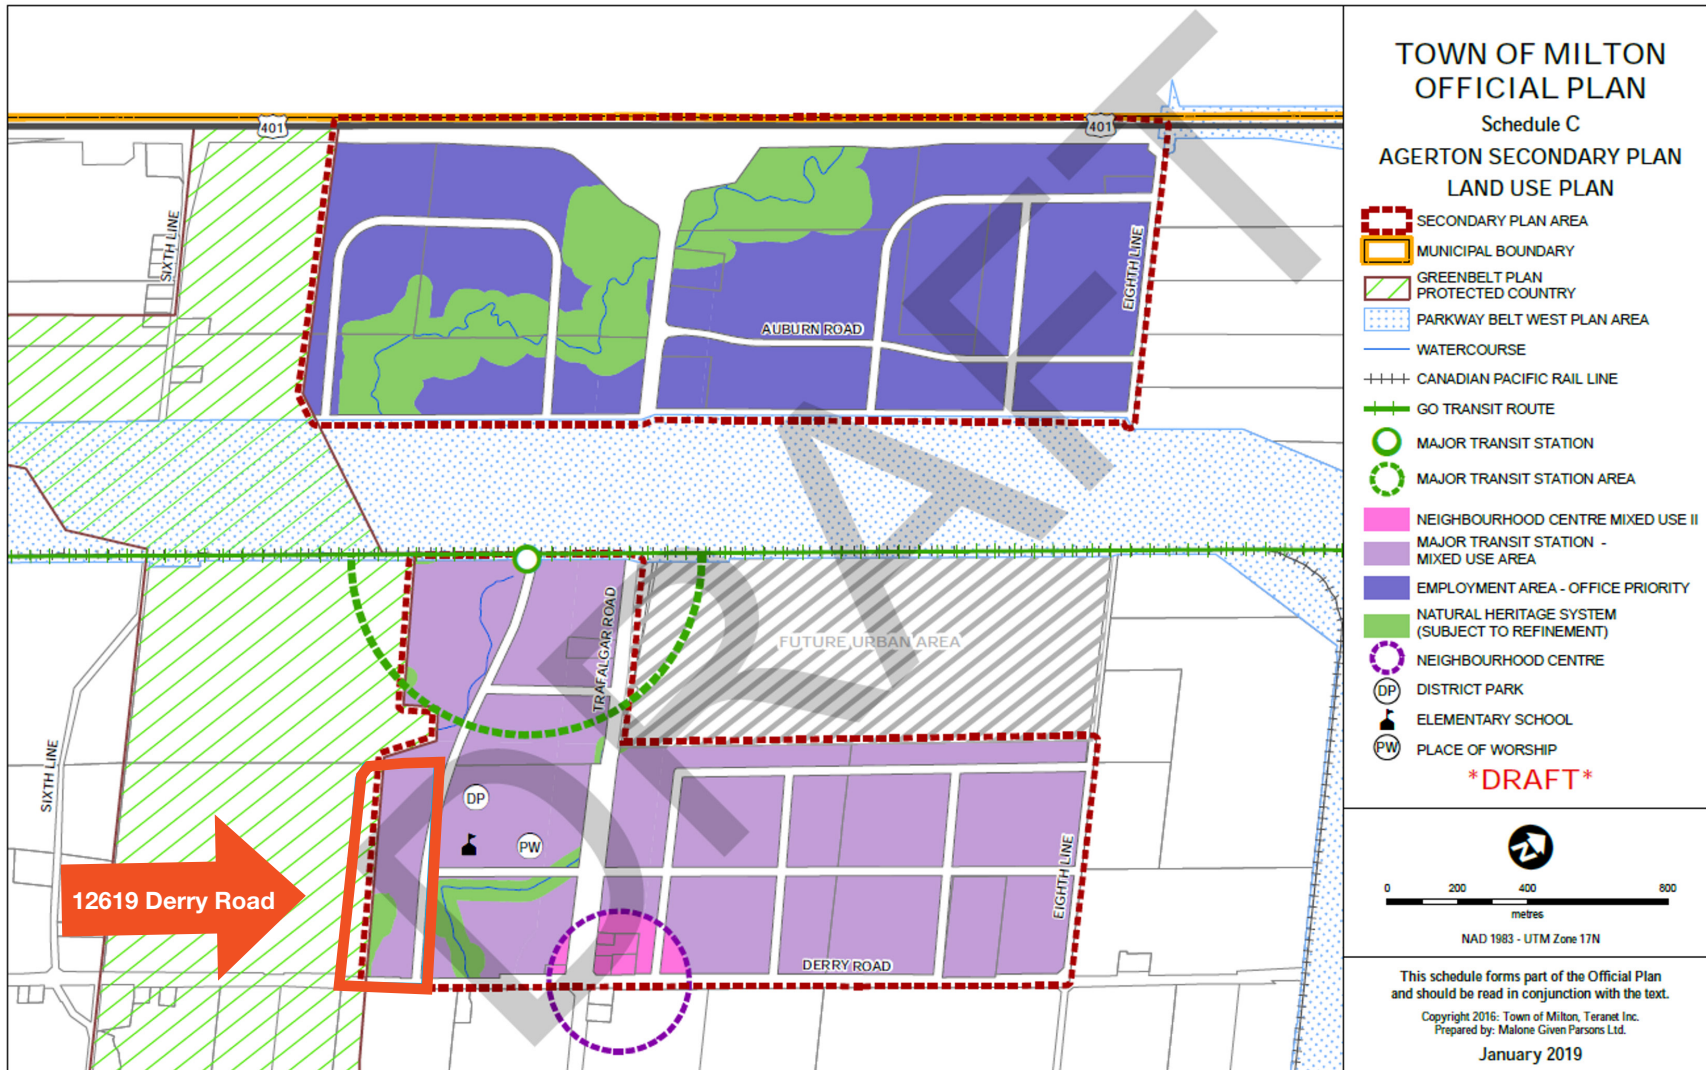 TOWN OF MILTON
OFFICIAL PLAN
Schedule C
AGERTON SECONDARY PLAN
LAND USE PLAN
SECONDARY PLAN AREA
MUNICIPAL BOUNDARY
GREENBELT PLAN
PROTECTED COUNTRY
PARKWAY BELT WEST PLAN AREA
WATERCOURSE
CANADIAN PACIFIC RAIL LINE
GO TRANSIT ROUTE
MAJOR TRANSIT STATION
MAJOR TRANSIT STATION AREA
NEIGHBOURHOOD CENTRE MIXED USE II
MAJOR TRANSIT STATION -
MIXED USE AREA
EMPLOYMENT AREA - OFFICE PRIORITY
NATURAL HERITAGE SYSTEM
(SUBJECT TO REFINEMENT)
NEIGHBOURHOOD CENTRE
DP DISTRICT PARK
ELEMENTARY SCHOOL
PW PLACE OF WORSHIP
*DRAFT*
0 200 400 800
metres
NAD 1983 - UTM Zone 17N
This schedule forms part of the Official Plan
and should be read in conjunction with the text.
Copyright 2016: Town of Milton, Teranet Inc.
Prepared by: Malone Given Parsons Ltd.
January 2019
401
401
SIXTH LINE
EIGHTH LINE
AUBURN ROAD
TRAFALGAR ROAD
FUTURE URBAN AREA
SIXTH LINE
DP
PW
EIGHTH LINE
12619 Derry Road
DERRY ROAD
DRAFT